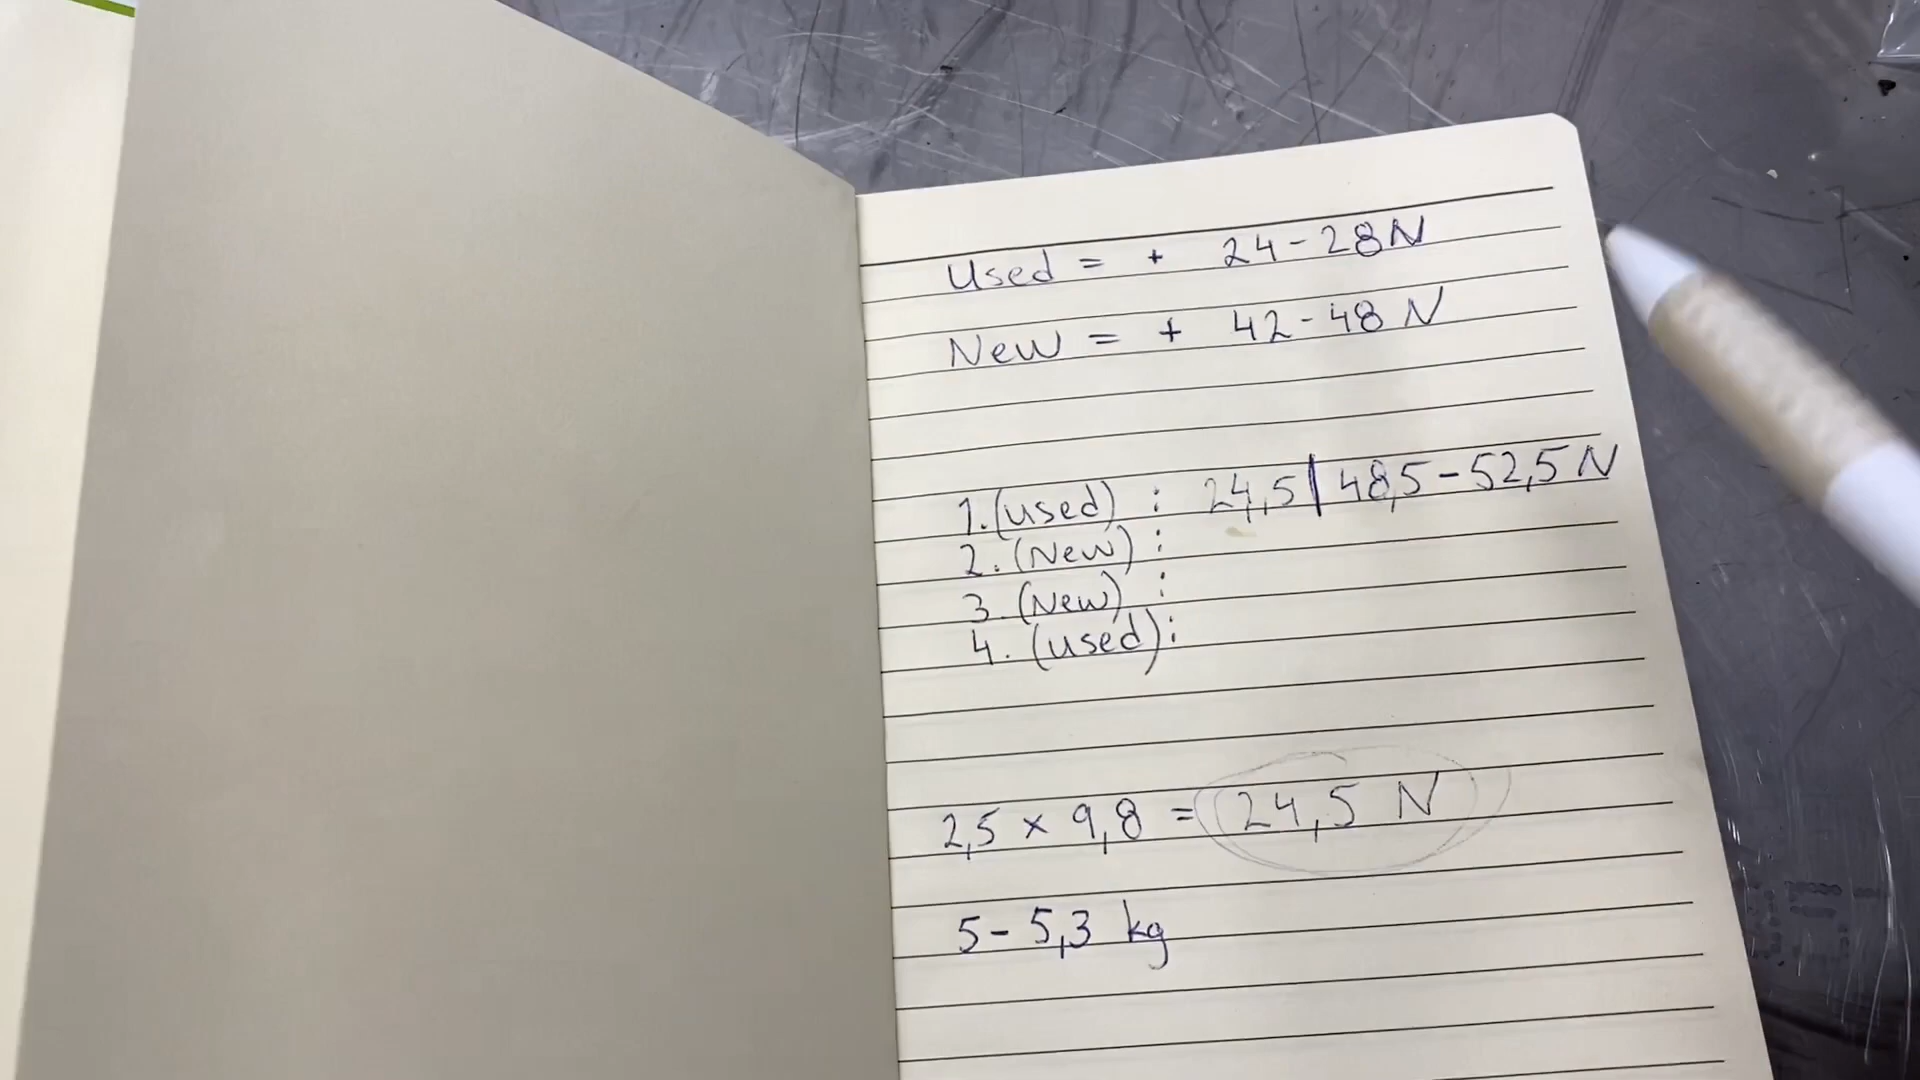 Used = + 24-28N
New = + 42-48 N
1. (used) : 24,5 | 48,5-52,5 N
2. (New) :
3. (New) :
4. (used) :
2,5 x 9,8 = 24,5 N
5- 5,3 kg